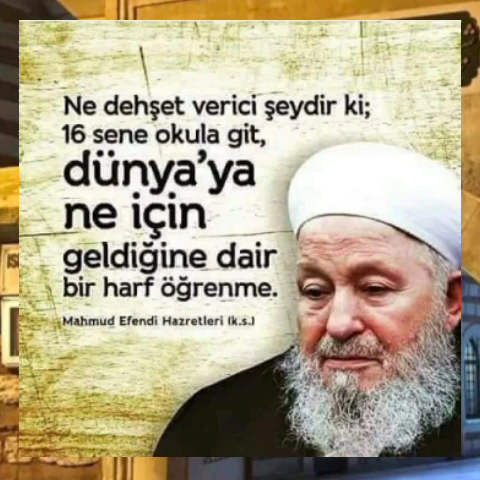 Ne dehşet verici şeydir ki;
16 sene okula git,
dünya'ya
ne için
geldiğine dair
bir harf öğrenme.
Mahmud Efendi Hazretleri (k.s.)